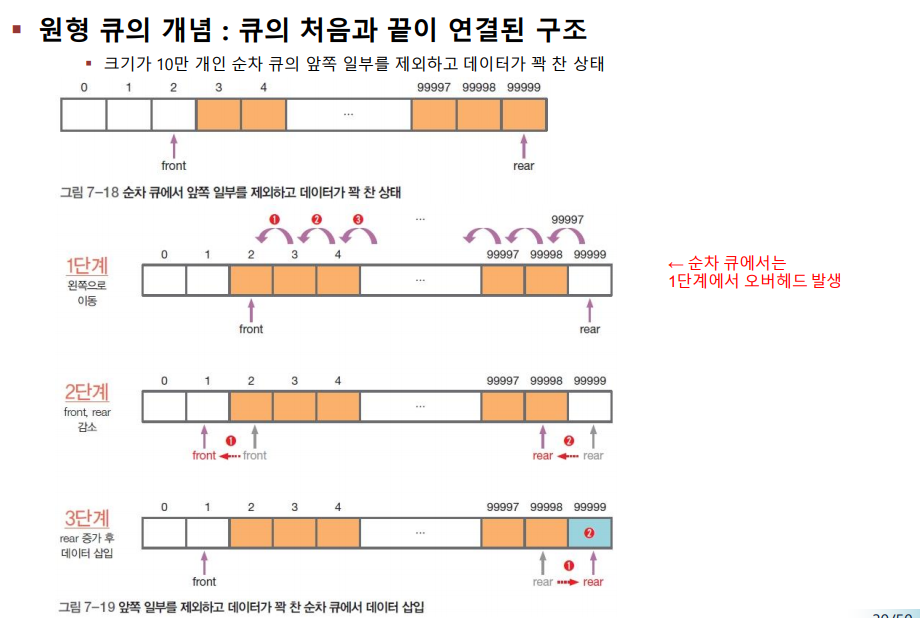 ▪ 원형 큐의 개념 : 큐의 처음과 끝이 연결된 구조
▪ 크기가 10만 개인 순차 큐의 앞쪽 일부를 제외하고 데이터가 꽉 찬 상태
0 1 2 3 4 99997 99998 99999
...
front rear
그림 7-18 순차 큐에서 앞쪽 일부를 제외하고 데이터가 꽉 찬 상태
❶ ❷ ❸ ... 99997
0 1 2 3 4 99997 99998 99999
1단계
왼쪽으로
이동
...
front rear
← 순차 큐에서는
1단계에서 오버헤드 발생
0 1 2 3 4 99997 99998 99999
2단계
front, rear
감소
...
❶ ❷
front front rear rear
0 1 2 3 4 99997 99998 99999
3단계
rear 증가 후
데이터 삽입
... ❷
❶
front rear rear
그림 7-19 앞쪽 일부를 제외하고 데이터가 꽉 찬 순차 큐에서 데이터 삽입